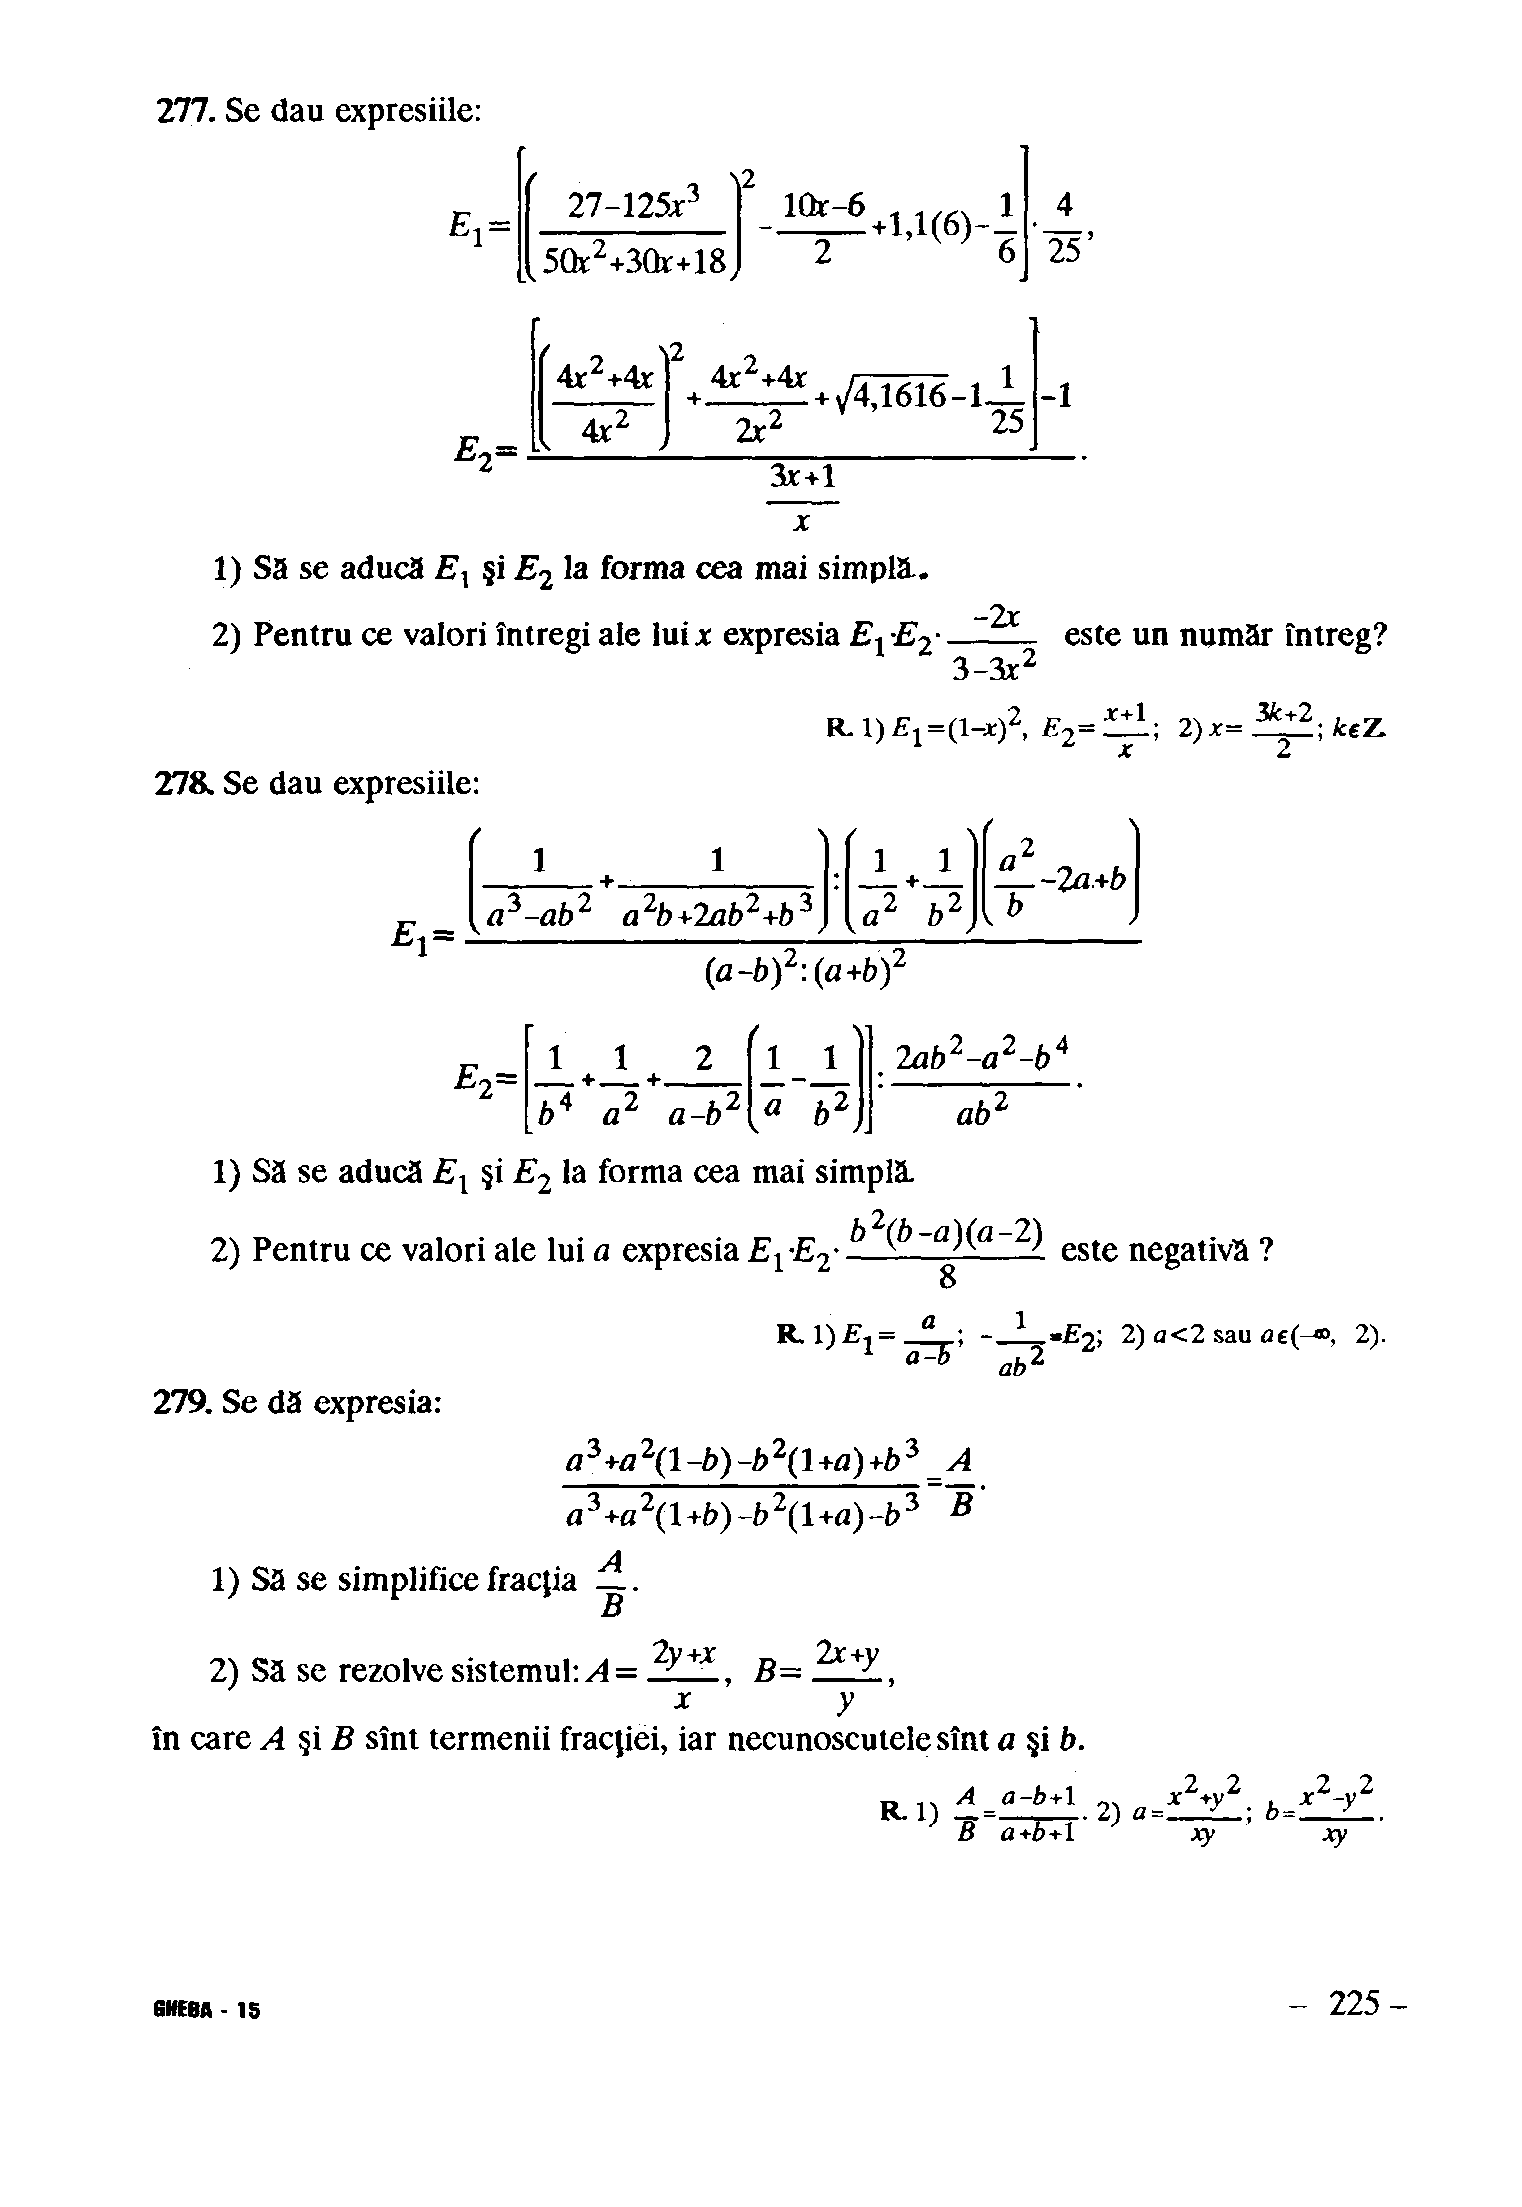 277. Se dau expresiile:
E₁=[((27-125x³)/(50x²+30x+18))² - (10x-6)/2 +1,1(6)- 1/6] · 4/25,
E₂= ([((4x²+4x)/(4x²))² + (4x²+4x)/(2x²) + √4,1616 -1 1/25] -1) / ((3x+1)/x) .
1) Să se aducă E₁ şi E₂ la forma cea mai simplă..
2) Pentru ce valori întregi ale lui x expresia E₁·E₂· (-2x)/(3-3x²) este un număr întreg?
R. 1) E₁=(1-x)², E₂= (x+1)/x; 2) x= (3k+2)/2; kєZ.
278. Se dau expresiile:
E₁= ((1/(a³-ab²) + 1/(a²b+2ab²+b³)) : (1/a² + 1/b²) (a²/b -2a.+b)) / ((a-b)²:(a+b)²)
E₂= [1/b⁴ + 1/a² + 2/(a-b²) (1/a - 1/b²)] : (2ab²-a²-b⁴)/(ab²) .
1) Să se aducă E₁ şi E₂ la forma cea mai simplă.
2) Pentru ce valori ale lui a expresia E₁·E₂· (b²(b-a)(a-2))/8 este negativă ?
R. 1) E₁= a/(a-b); - 1/(ab²) =E₂; 2) a<2 sau aє(-∞, 2).
279. Se dă expresia:
(a³+a²(1-b)-b²(1+a)+b³)/(a³+a²(1+b)-b²(1+a)-b³) = A/B.
1) Să se simplifice fracţia A/B.
2) Să se rezolve sistemul: A= (2y+x)/x, B= (2x+y)/y,
în care A şi B sînt termenii fracţiei, iar necunoscutele sînt a şi b.
R. 1) A/B = (a-b+1)/(a+b+1). 2) a= (x²+y²)/(xy); b= (x²-y²)/(xy).
GHEBA - 15
- 225 -